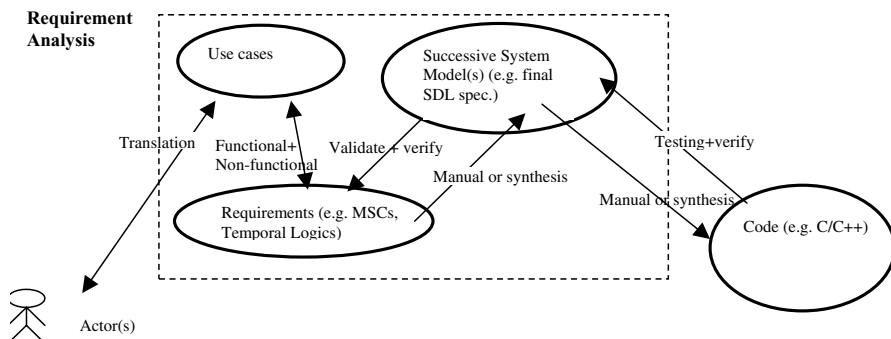 Requirement
Analysis
Use cases
Successive System
Model(s) (e.g. final
SDL spec.)
Translation
Functional+
Non-functional
Validate + verify
Testing+verify
Manual or synthesis
Manual or synthesis
Requirements (e.g. MSCs,
Temporal Logics)
Code (e.g. C/C++)
Actor(s)